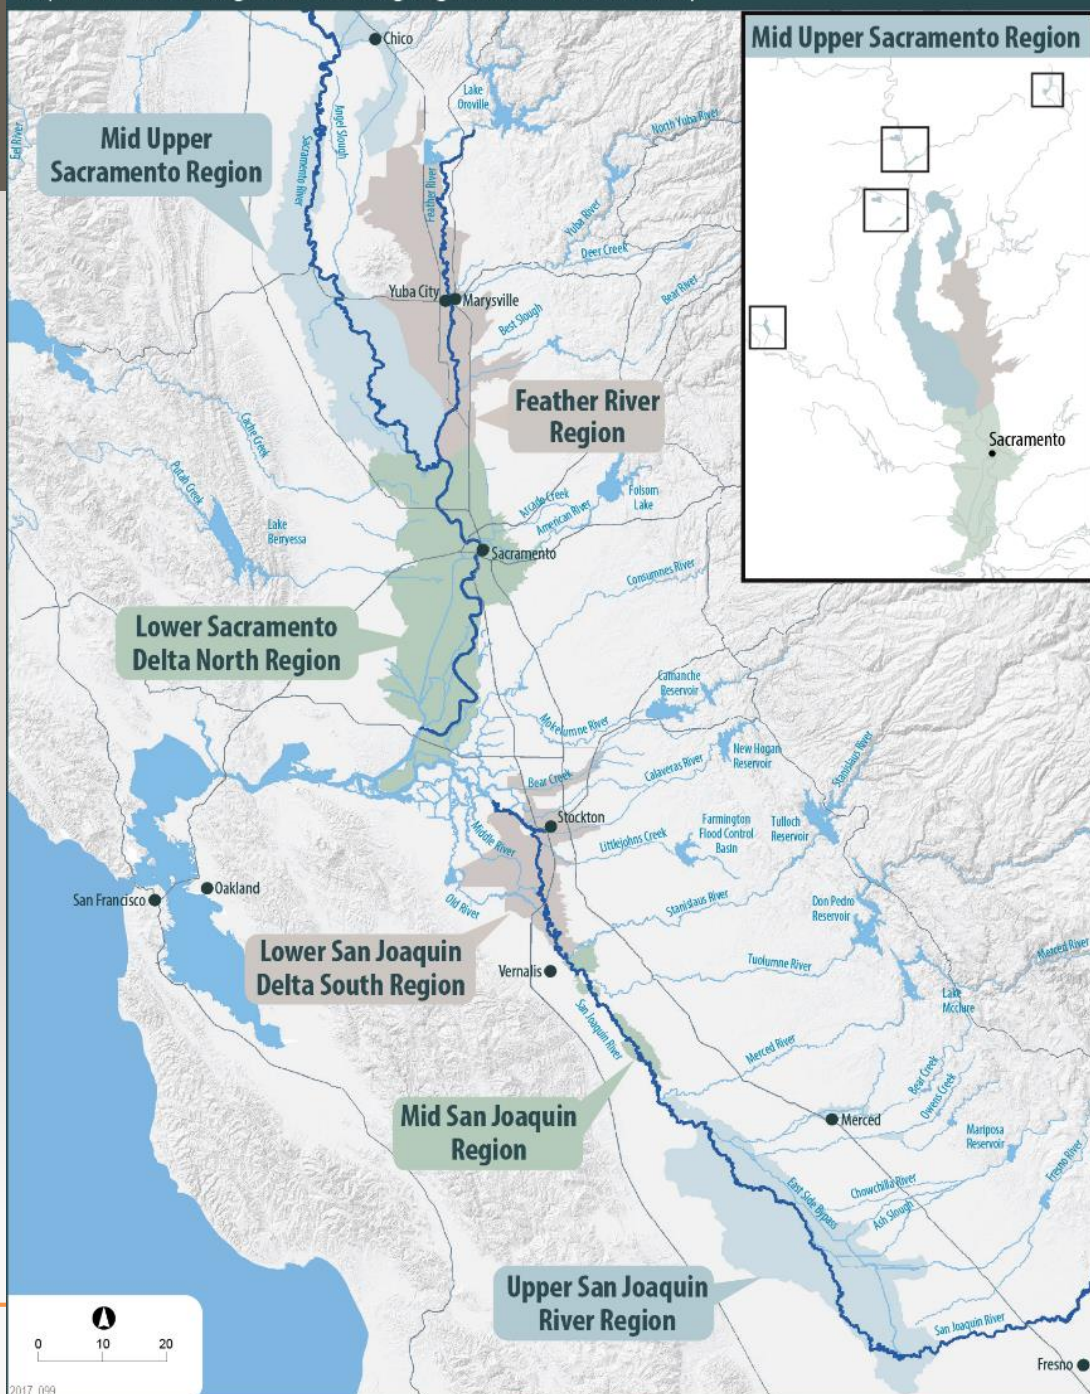 Mid Upper Sacramento Region
Chico
Lake
Oroville
Angel Slough
Eel River
Sacramento River
North Yuba River
Mid Upper
Sacramento Region
Feather River
Yuba River
Deer Creek
Bear River
Yuba City
Marysville
Best Slough
Feather River
Region
Sacramento
Cache Creek
Putah Creek
Arcade Creek
American River
Folsom
Lake
Lake
Berryessa
Sacramento
Consumnes River
Lower Sacramento
Delta North Region
Camanche
Reservoir
Mokelumne River
New Hogan
Reservoir
Stanislaus River
Bear Creek
Calaveras River
Stockton
Middle River
Littlejohns Creek
Farmington
Flood Control
Basin
Tulloch
Reservoir
San Francisco
Oakland
Old River
Stanislaus River
Don Pedro
Reservoir
Lower San Joaquin
Delta South Region
Vernalis
Tuolumne River
Merced River
Lake
Mcclure
San Joaquin River
Merced River
Bear Creek
Owens Creek
Mid San Joaquin
Region
Merced
Mariposa
Reservoir
Fresno River
East Side Bypass
Chowchilla River
Ash Slough
Upper San Joaquin
River Region
San Joaquin River
Fresno
0 10 20
2017_099